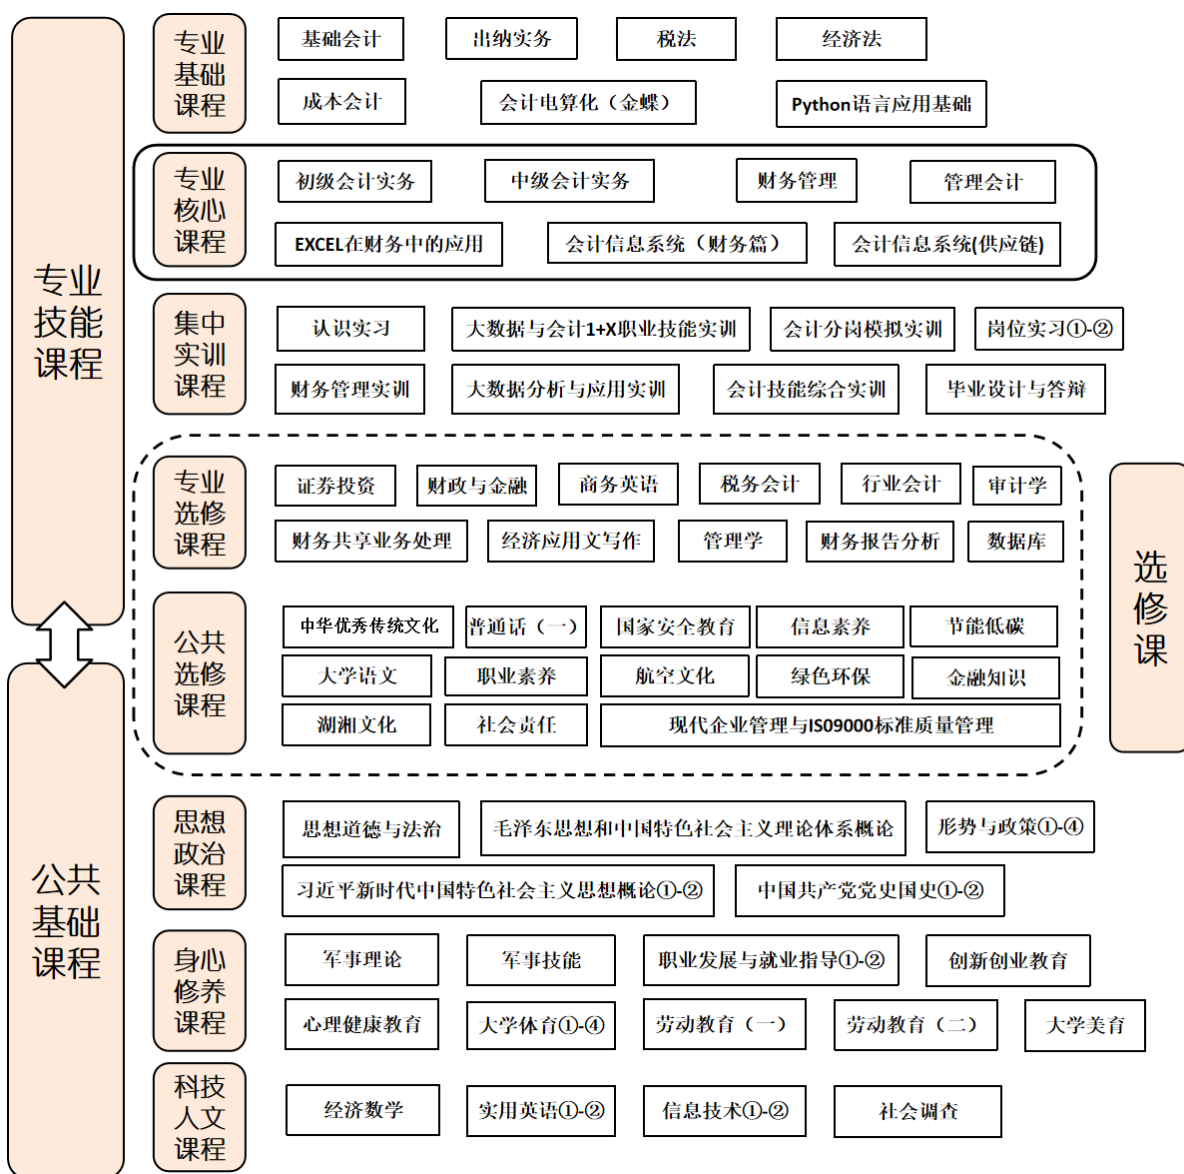 专业技能课程
专业基础课程
基础会计 出纳实务 税法 经济法
成本会计 会计电算化（金蝶） Python语言应用基础
专业核心课程
初级会计实务 中级会计实务 财务管理 管理会计
EXCEL在财务中的应用 会计信息系统（财务篇） 会计信息系统(供应链)
集中实训课程
认识实习 大数据与会计1+X职业技能实训 会计分岗模拟实训 岗位实习①-②
财务管理实训 大数据分析与应用实训 会计技能综合实训 毕业设计与答辩
选修课
专业选修课程
证券投资 财政与金融 商务英语 税务会计 行业会计 审计学
财务共享业务处理 经济应用文写作 管理学 财务报告分析 数据库
公共选修课程
中华优秀传统文化 普通话（一） 国家安全教育 信息素养 节能低碳
大学语文 职业素养 航空文化 绿色环保 金融知识
湖湘文化 社会责任 现代企业管理与IS09000标准质量管理
公共基础课程
思想政治课程
思想道德与法治 毛泽东思想和中国特色社会主义理论体系概论 形势与政策①-④
习近平新时代中国特色社会主义思想概论①-② 中国共产党党史国史①-②
身心修养课程
军事理论 军事技能 职业发展与就业指导①-② 创新创业教育
心理健康教育 大学体育①-④ 劳动教育（一） 劳动教育（二） 大学美育
科技人文课程
经济数学 实用英语①-② 信息技术①-② 社会调查